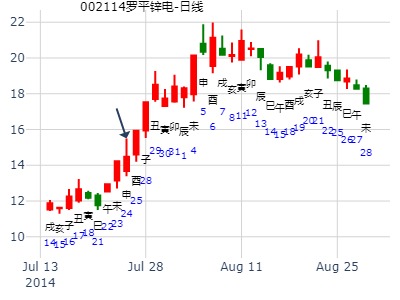 002114罗平锌电-日线
22
20
18
16
14
12
10
戌 亥 子 丑 寅 巳 午 未 申 酉 子 丑 寅 卯 辰 未 申 酉 戌 亥 寅 卯 辰 巳 午 酉 戌 亥 子 丑 辰 巳 午 未
14 15 16 17 18 21 22 23 24 25 28 29 30 31 1 4 5 6 7 8 11 12 13 14 15 18 19 20 21 22 25 26 27 28
Jul 13 Jul 28 Aug 11 Aug 25
2014